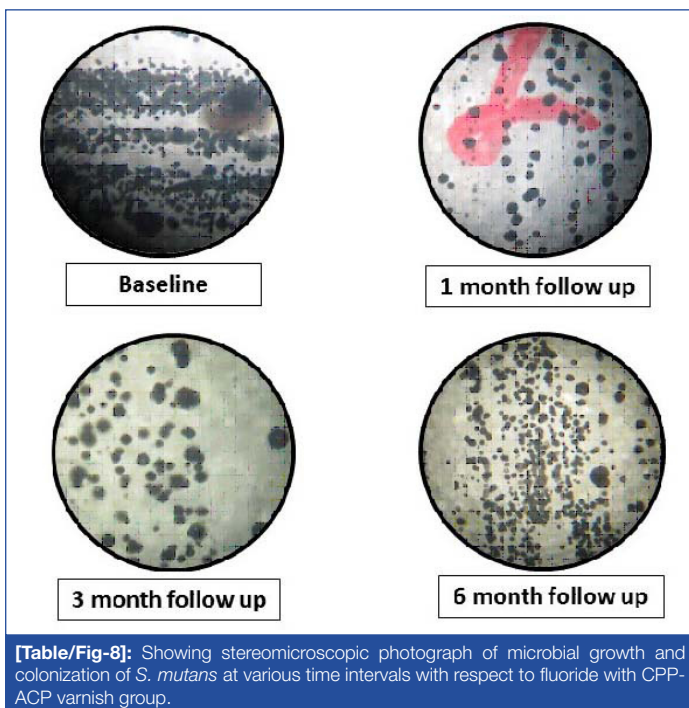 Baseline
1 month follow up
3 month follow up
6 month follow up
[Table/Fig-8]: Showing stereomicroscopic photograph of microbial growth and
colonization of S. mutans at various time intervals with respect to fluoride with CPP-
ACP varnish group.